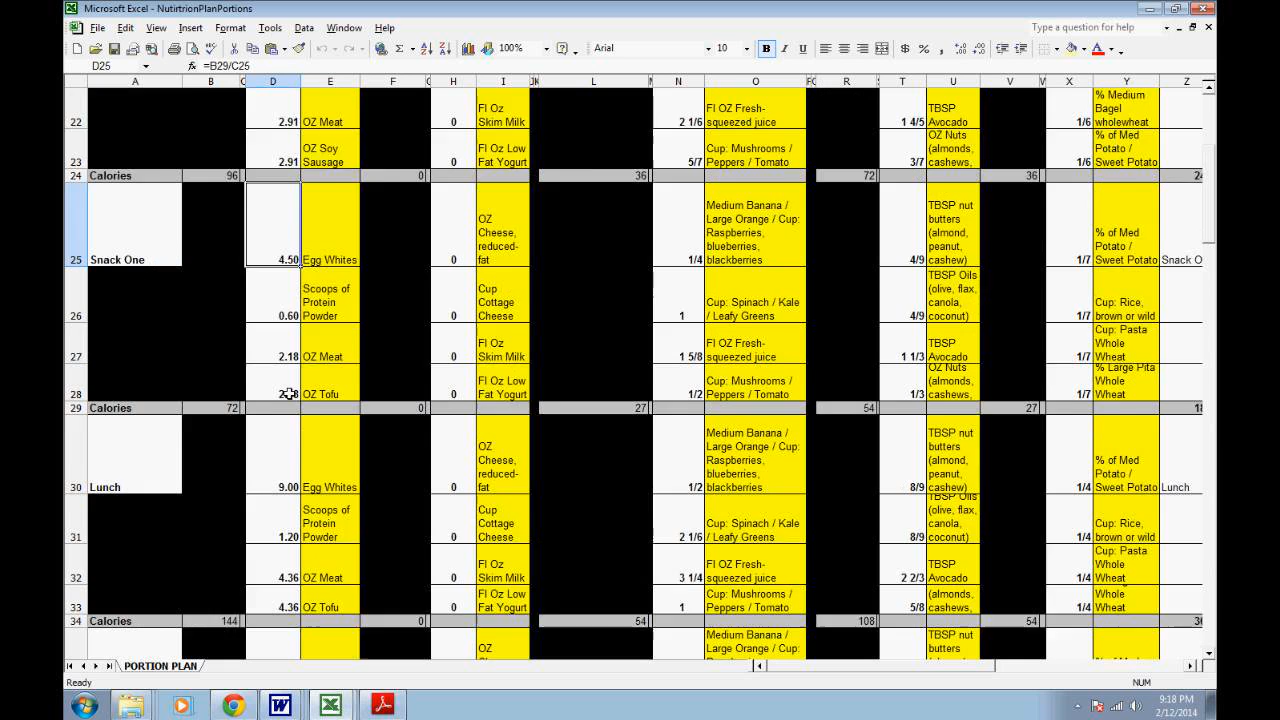 Microsoft Excel - NutirtrionPlanPortions
File Edit View Insert Format Tools Data Window Help
Type a question for help
100% Arial 10 B I U $ % ,
D25 fx =B29/C25
A B C D E F G H I J K L M N O P Q R S T U V W X Y Z
22 2.91 OZ Meat 0 Fl Oz Skim Milk 2 1/6 Fl OZ Fresh-squeezed juice 1 4/5 TBSP Avocado 1/6 % Medium Bagel wholewheat
23 2.91 OZ Soy Sausage 0 Fl Oz Low Fat Yogurt 5/7 Cup: Mushrooms / Peppers / Tomato 3/7 OZ Nuts (almonds, cashews, 1/6 % of Med Potato / Sweet Potato
24 Calories 96 0 36 72 36 24
25 Snack One 4.50 Egg Whites 0 OZ Cheese, reduced-fat 1/4 Medium Banana / Large Orange / Cup: Raspberries, blueberries, blackberries 4/9 TBSP nut butters (almond, peanut, cashew) 1/7 % of Med Potato / Sweet Potato Snack O
26 0.60 Scoops of Protein Powder 0 Cup Cottage Cheese 1 Cup: Spinach / Kale / Leafy Greens 4/9 TBSP Oils (olive, flax, canola, coconut) 1/7 Cup: Rice, brown or wild
27 2.18 OZ Meat 0 Fl Oz Skim Milk 1 5/8 Fl OZ Fresh-squeezed juice 1 1/3 TBSP Avocado 1/7 Cup: Pasta Whole Wheat
28 OZ Tofu 0 Fl Oz Low Fat Yogurt 1/2 Cup: Mushrooms / Peppers / Tomato 1/3 OZ Nuts (almonds, cashews, 1/7 % Large Pita Whole Wheat
29 Calories 72 0 27 54 27 18
30 Lunch 9.00 Egg Whites 0 OZ Cheese, reduced-fat 1/2 Medium Banana / Large Orange / Cup: Raspberries, blueberries, blackberries 8/9 TBSP nut butters (almond, peanut, cashew) 1/4 % of Med Potato / Sweet Potato Lunch
31 1.20 Scoops of Protein Powder 0 Cup Cottage Cheese 2 1/6 Cup: Spinach / Kale / Leafy Greens 8/9 TBSP Oils (olive, flax, canola, coconut) 1/4 Cup: Rice, brown or wild
32 4.36 OZ Meat 0 Fl Oz Skim Milk 3 1/4 Fl OZ Fresh-squeezed juice 2 2/3 TBSP Avocado 1/4 Cup: Pasta Whole Wheat
33 4.36 OZ Tofu 0 Fl Oz Low Fat Yogurt 1 Cup: Mushrooms / Peppers / Tomato 5/8 (almonds, cashews, 1/4 Whole Wheat
34 Calories 144 0 54 108 54
OZ Medium Banana / Large Orange / Cup: TBSP nut butters
PORTION PLAN
Ready NUM
9:18 PM
2/12/2014